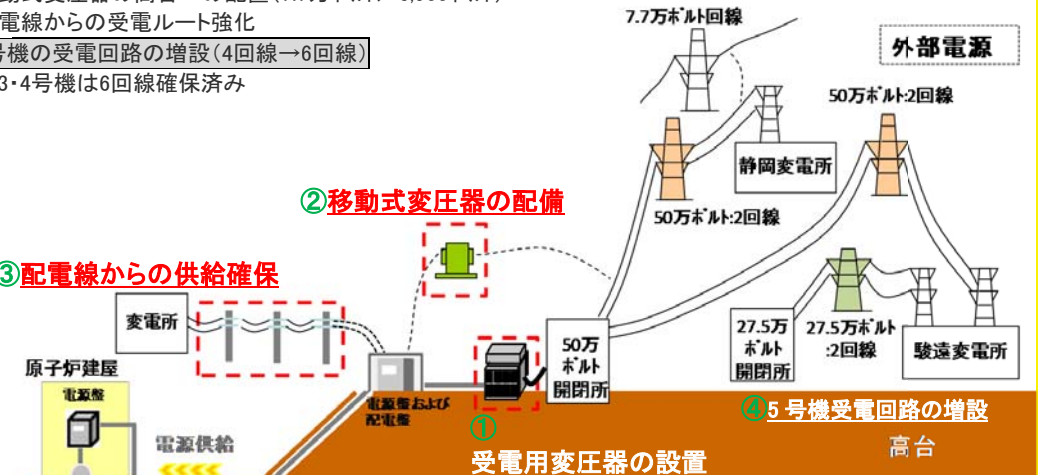 電線からの受電ルート強化
号機の受電回路の増設(4回線→6回線)
3・4号機は6回線確保済み
7.7万ボルト回線
外部電源
50万ボルト:2回線
静岡変電所
50万ボルト:2回線
②移動式変圧器の配備
③配電線からの供給確保
変電所
50万
ボルト
開閉所
27.5万
ボルト
開閉所
27.5万ボルト
:2回線
駿遠変電所
原子炉建屋
電源盤
電源盤および
配電盤
電源供給
①
受電用変圧器の設置
④5号機受電回路の増設
高台